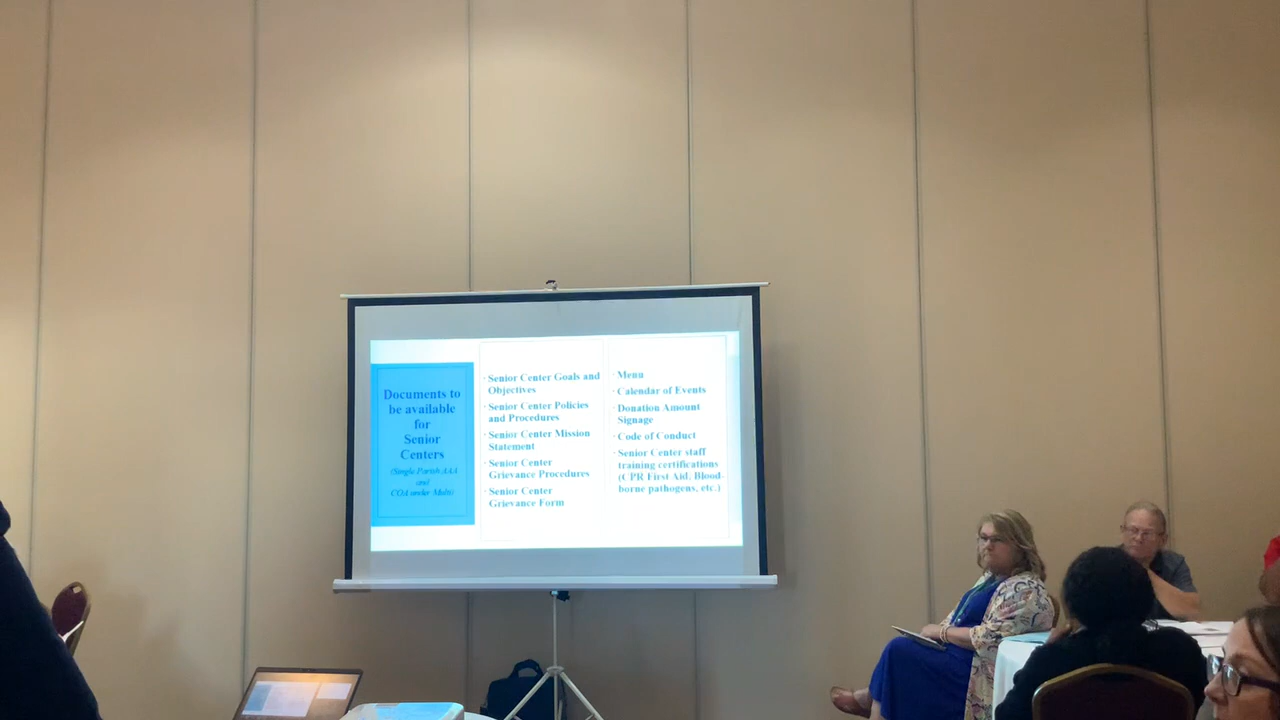 Documents to
be available
for
Senior
Centers
(Single Parish AAA
and
COA under Multi)
· Senior Center Goals and
Objectives
· Senior Center Policies
and Procedures
· Senior Center Mission
Statement
· Senior Center
Grievance Procedures
· Senior Center
Grievance Form
· Menu
· Calendar of Events
· Donation Amount
Signage
· Code of Conduct
· Senior Center staff
training certifications
(CPR First Aid, Blood-
borne pathogens, etc.)